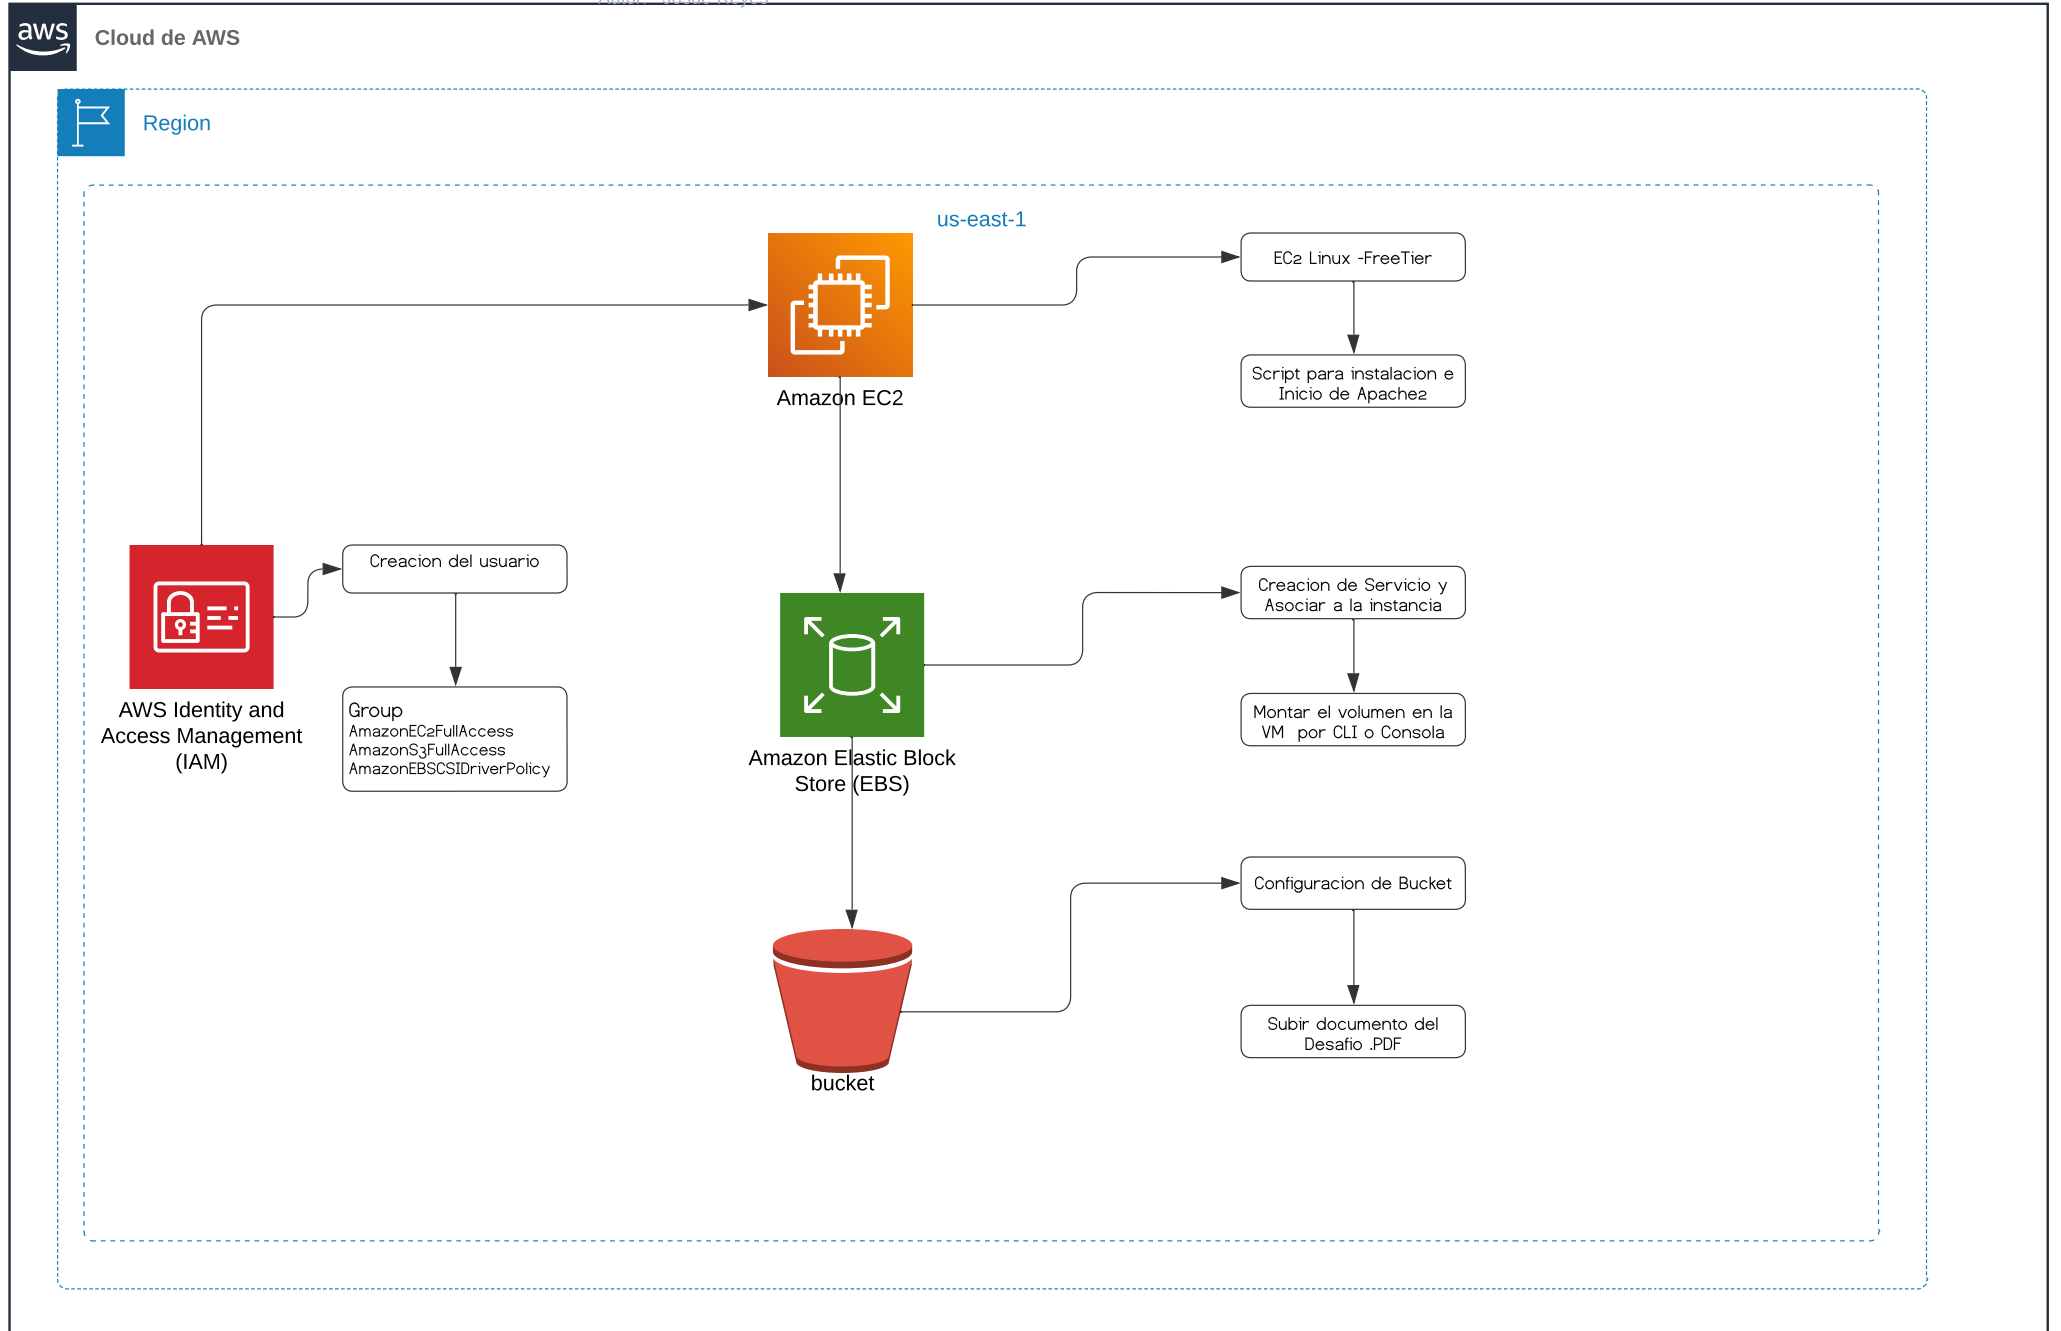 aws
Cloud de AWS
Region
us-east-1
EC2 Linux -FreeTier
Script para instalacion e
Inicio de Apache2
Amazon EC2
Creacion del usuario
Group
AmazonEC2FullAccess
AmazonS3FullAccess
AmazonEBSCSIDriverPolicy
AWS Identity and
Access Management
(IAM)
Creacion de Servicio y
Asociar a la instancia
Montar el volumen en la
VM por CLI o Consola
Amazon Elastic Block
Store (EBS)
Configuracion de Bucket
Subir documento del
Desafio .PDF
bucket